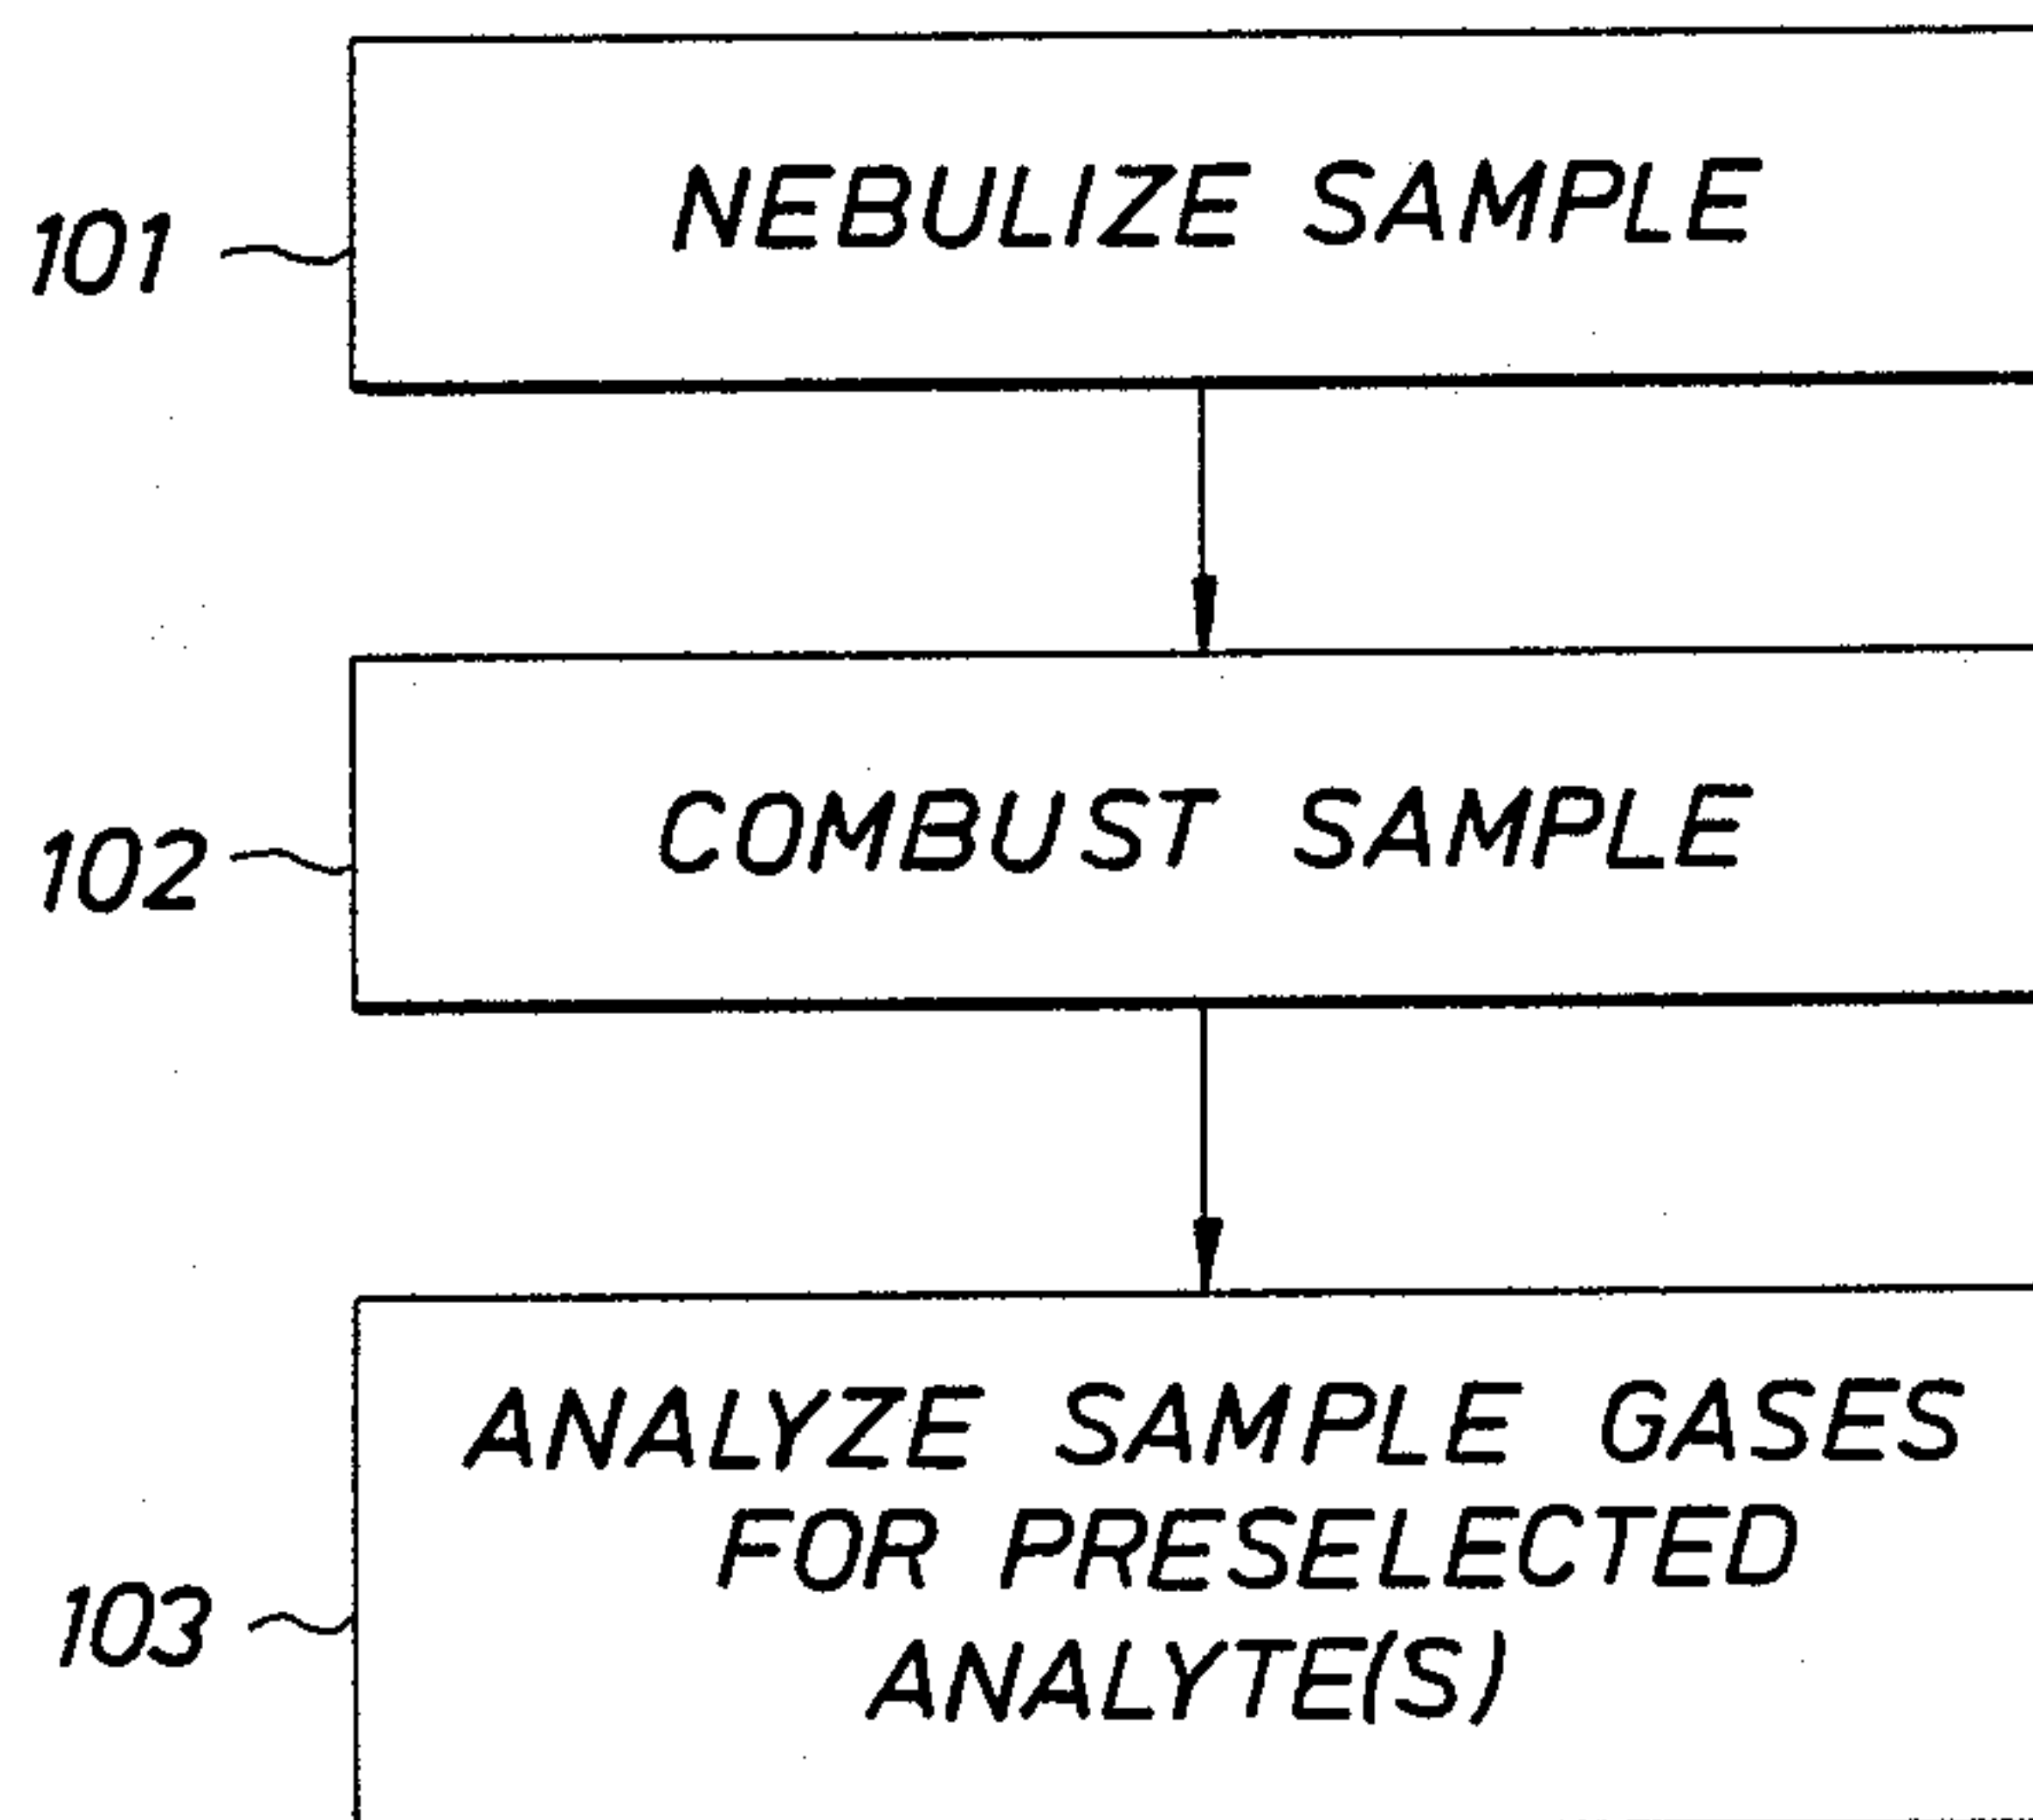 101
NEBULIZE SAMPLE
102
COMBUST SAMPLE
ANALYZE SAMPLE GASES
FOR PRESELECTED
103
ANALYTE(S)